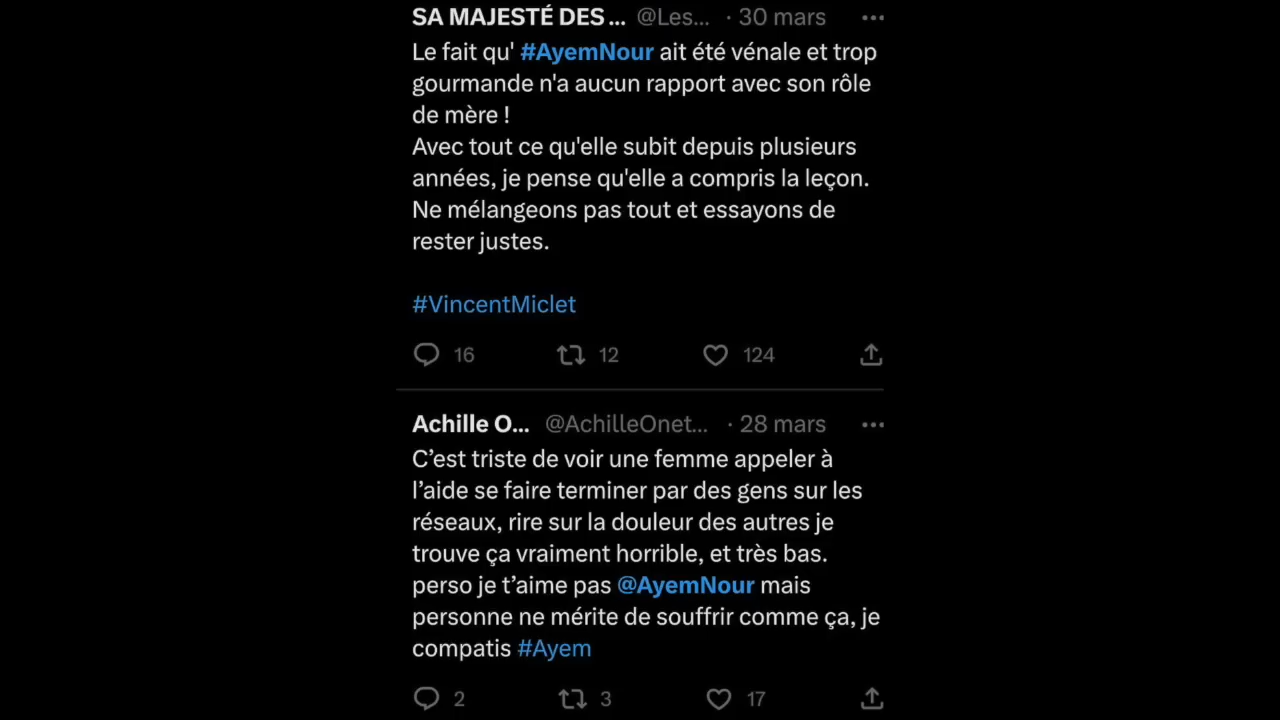 SA MAJESTÉ DES ... @Les... · 30 mars ...
Le fait qu' #AyemNour ait été vénale et trop
gourmande n'a aucun rapport avec son rôle
de mère !
Avec tout ce qu'elle subit depuis plusieurs
années, je pense qu'elle a compris la leçon.
Ne mélangeons pas tout et essayons de
rester justes.
#VincentMiclet
16 12 124
Achille O... @AchilleOnet... · 28 mars ...
C’est triste de voir une femme appeler à
l’aide se faire terminer par des gens sur les
réseaux, rire sur la douleur des autres je
trouve ça vraiment horrible, et très bas.
perso je t’aime pas @AyemNour mais
personne ne mérite de souffrir comme ça, je
compatis #Ayem
2 3 17